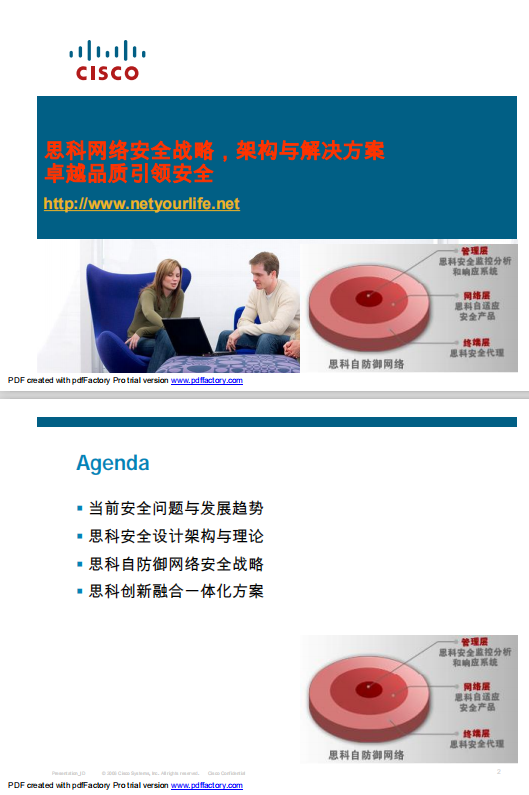 CISCO
思科网络安全战略，架构与解决方案
卓越品质引领安全
http://www.netyourlife.net
管理层
思科安全监控分析
和响应系统
网络层
思科自适应
安全产品
终端层
思科安全代理
思科自防御网络
PDF created with pdfFactory Pro trial version www.pdffactory.com
Agenda
当前安全问题与发展趋势
思科安全设计架构与理论
思科自防御网络安全战略
思科创新融合一体化方案
管理层
思科安全监控分析
和响应系统
网络层
思科自适应
安全产品
终端层
思科安全代理
思科自防御网络
Presentation_ID © 2006 Cisco Systems, Inc. All rights reserved. Cisco Confidential 2
PDF created with pdfFactory Pro trial version www.pdffactory.com